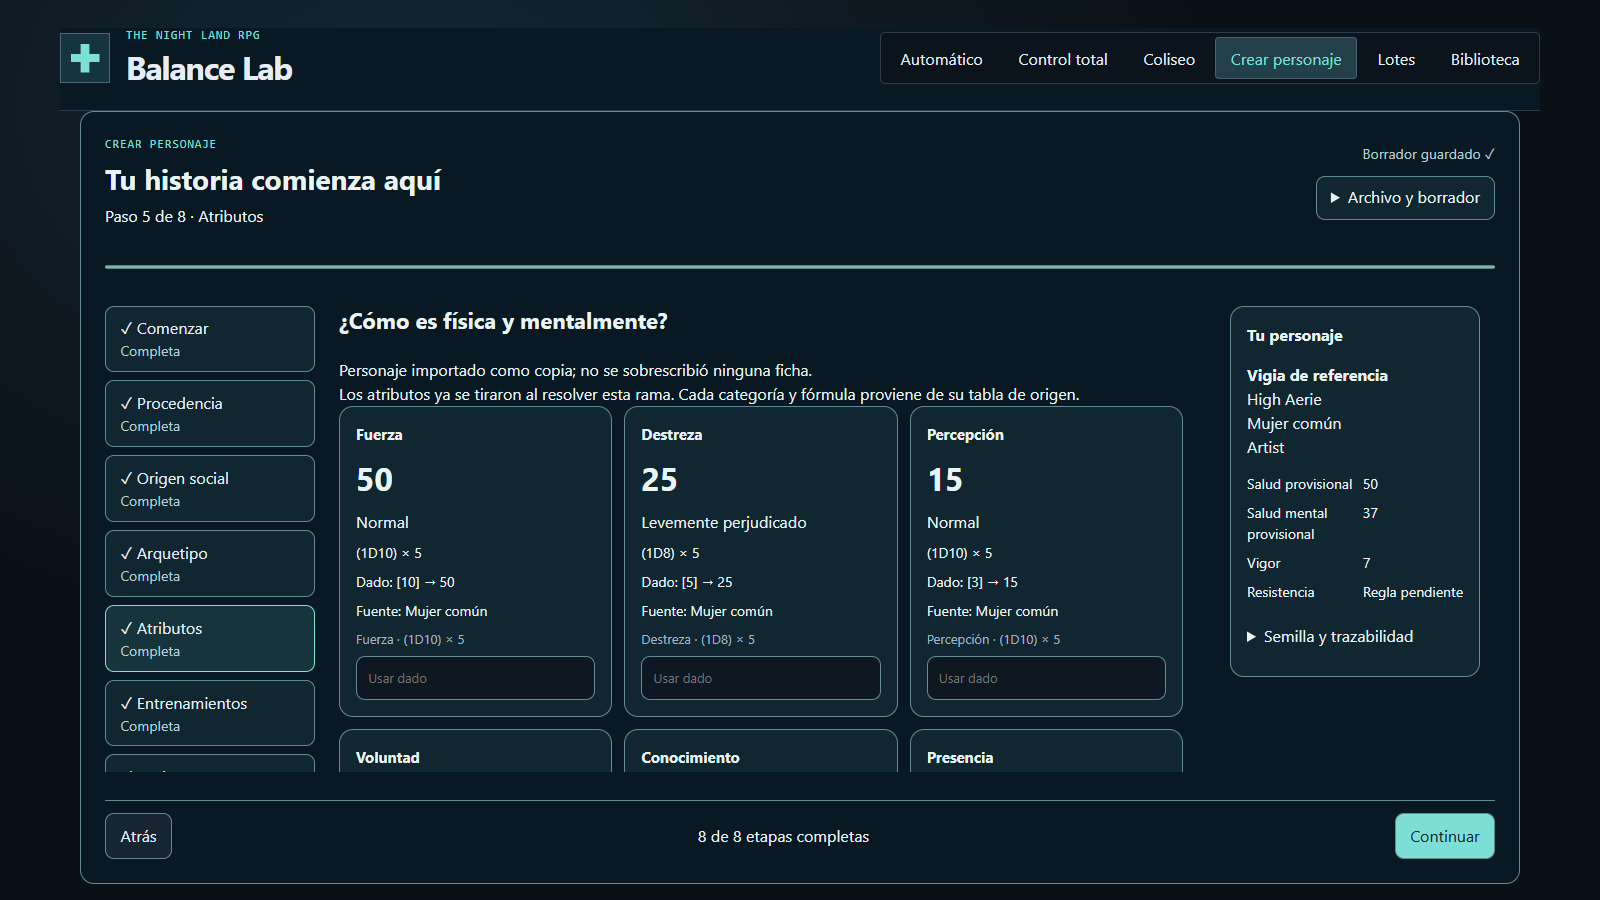 THE NIGHT LAND RPG
Balance Lab
Automático
Control total
Coliseo
Crear personaje
Lotes
Biblioteca
CREAR PERSONAJE
Tu historia comienza aquí
Paso 5 de 8 · Atributos
Borrador guardado ✓
▶ Archivo y borrador
✓ Comenzar
Completa
✓ Procedencia
Completa
✓ Origen social
Completa
✓ Arquetipo
Completa
✓ Atributos
Completa
✓ Entrenamientos
Completa
¿Cómo es física y mentalmente?
Personaje importado como copia; no se sobrescribió ninguna ficha.
Los atributos ya se tiraron al resolver esta rama. Cada categoría y fórmula proviene de su tabla de origen.
Fuerza
50
Normal
(1D10) × 5
Dado: [10] → 50
Fuente: Mujer común
Fuerza · (1D10) × 5
Usar dado
Destreza
25
Levemente perjudicado
(1D8) × 5
Dado: [5] → 25
Fuente: Mujer común
Destreza · (1D8) × 5
Usar dado
Percepción
15
Normal
(1D10) × 5
Dado: [3] → 15
Fuente: Mujer común
Percepción · (1D10) × 5
Usar dado
Voluntad
Conocimiento
Presencia
Tu personaje
Vigia de referencia
High Aerie
Mujer común
Artist
Salud provisional 50
Salud mental provisional 37
Vigor 7
Resistencia Regla pendiente
▶ Semilla y trazabilidad
Atrás
8 de 8 etapas completas
Continuar